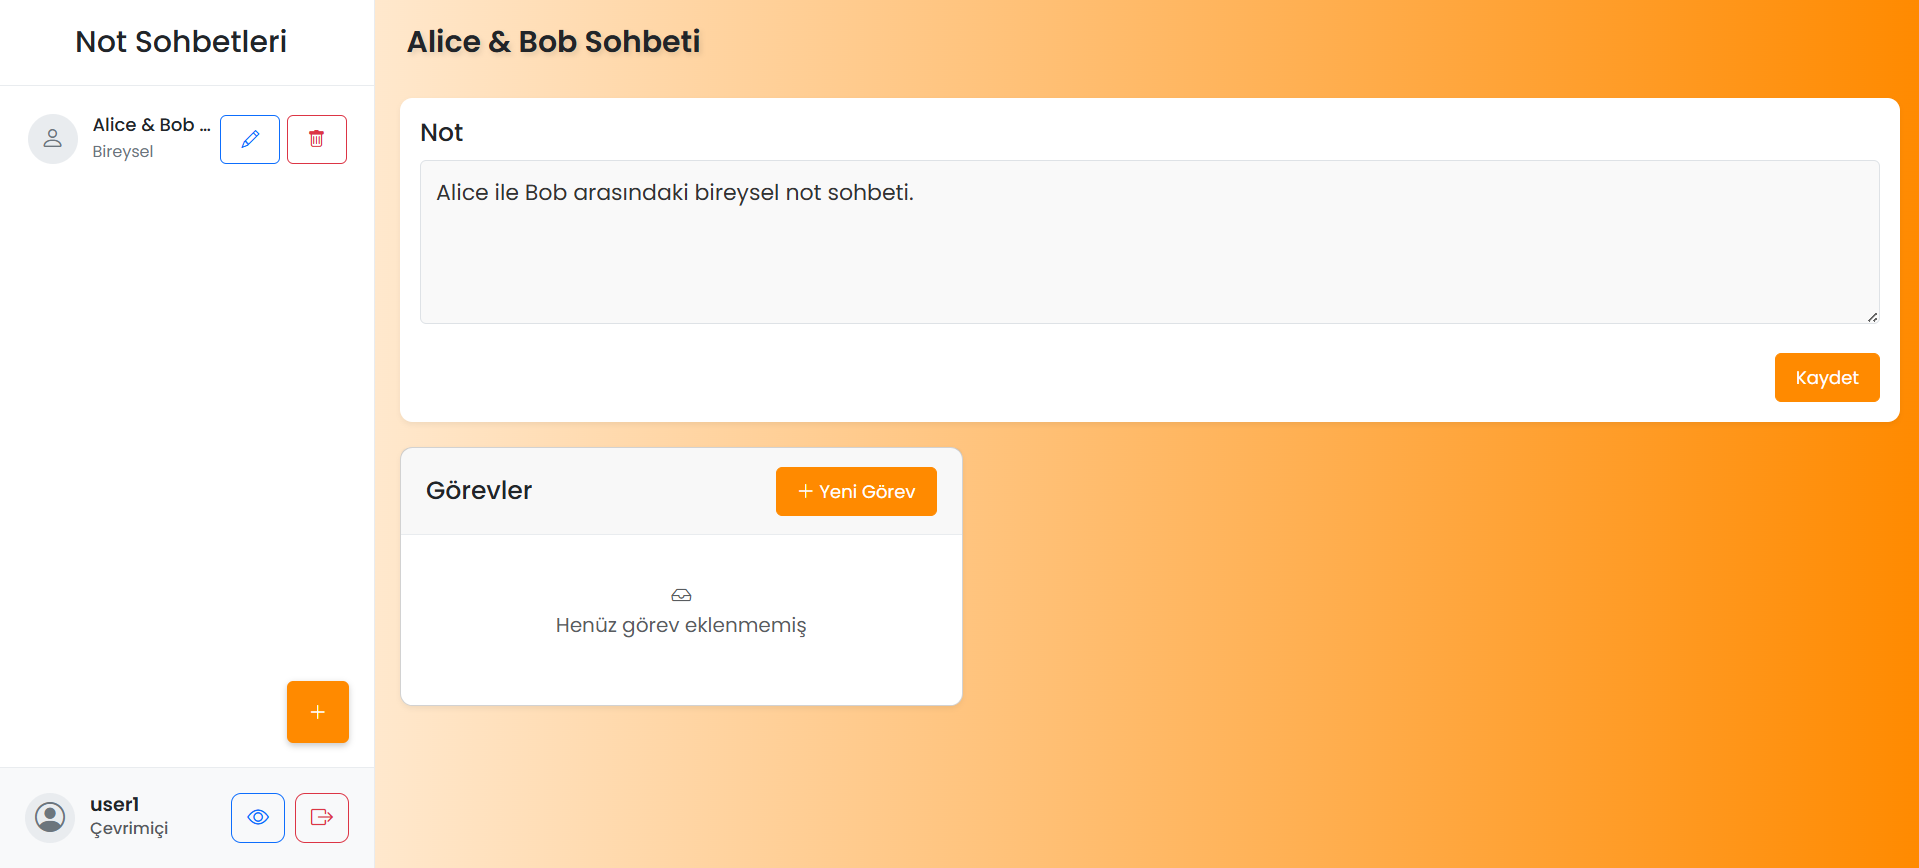 Not Sohbetleri
Alice & Bob ...
Bireysel
user1
Çevrimiçi
Alice & Bob Sohbeti
Not
Alice ile Bob arasındaki bireysel not sohbeti.
Kaydet
Görevler
+ Yeni Görev
Henüz görev eklenmemiş